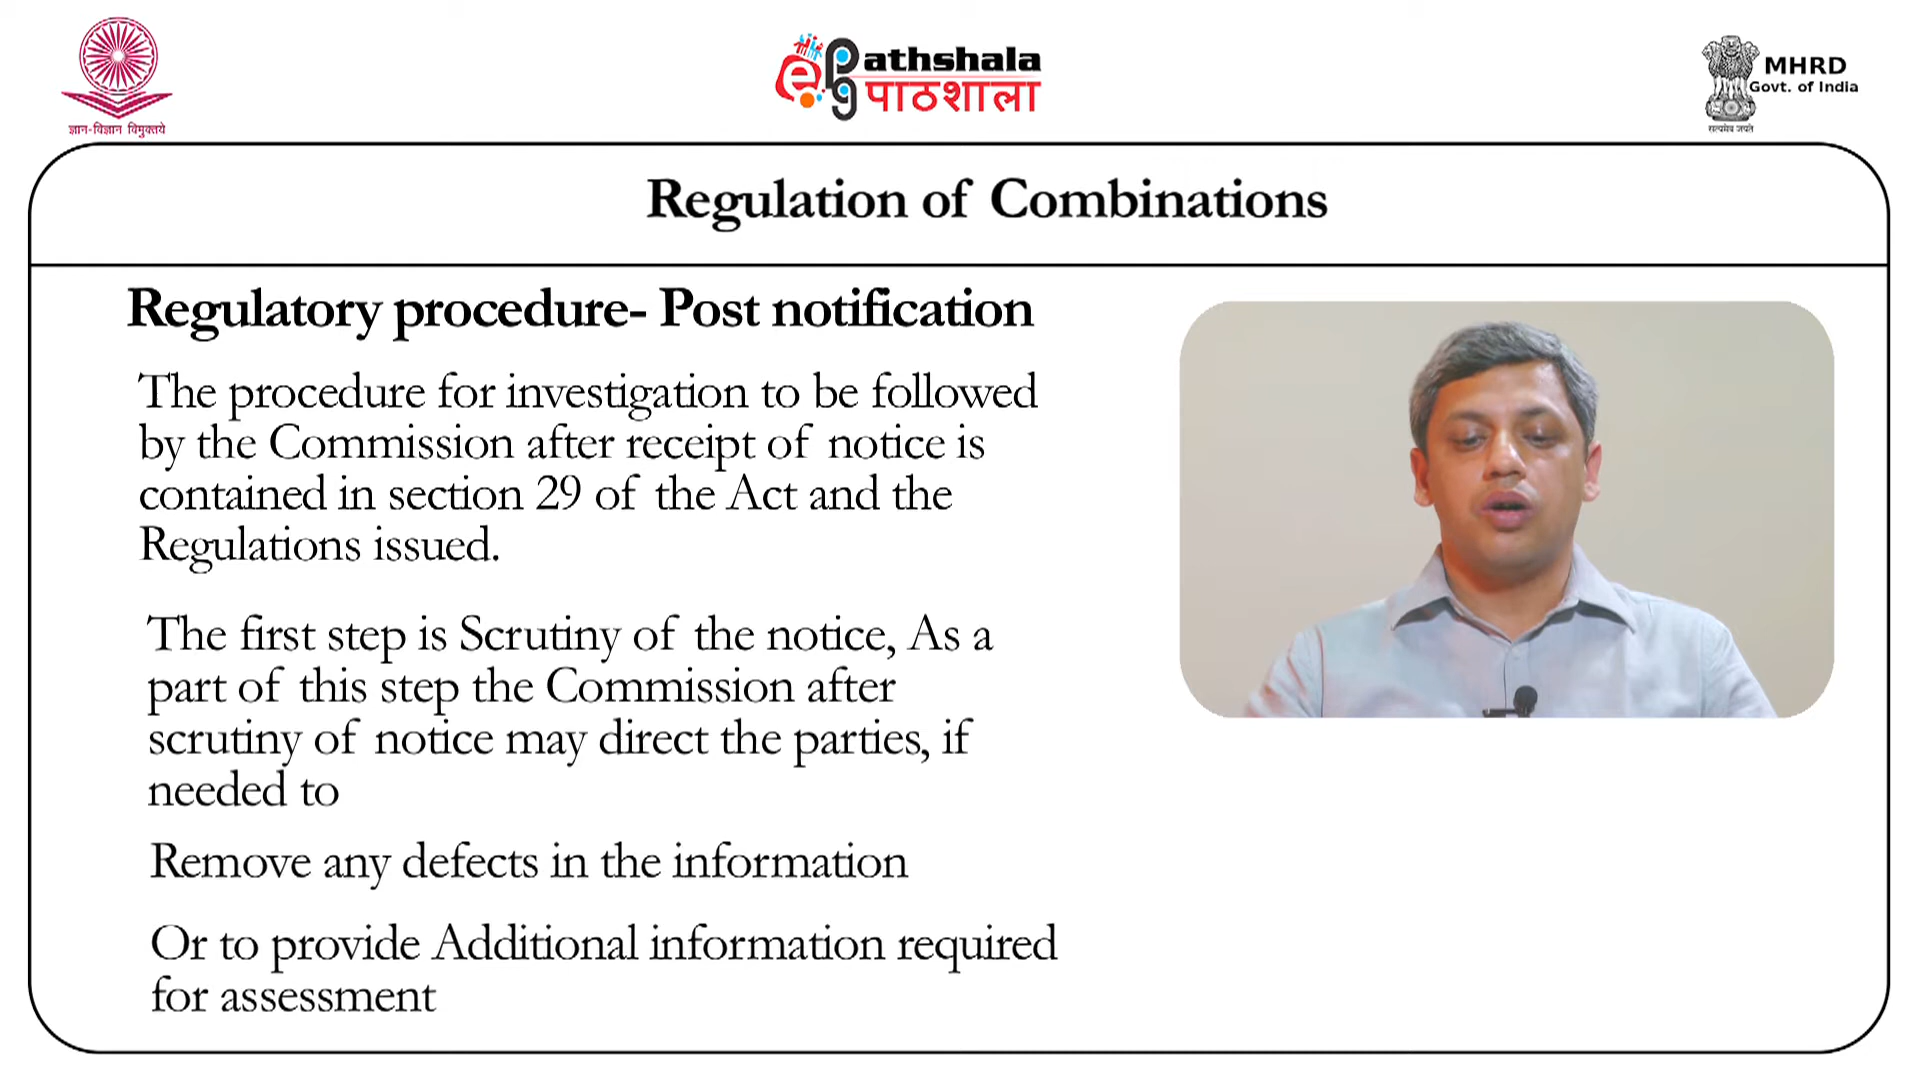 ज्ञान-विज्ञान विमुक्तये
ePG athshala
पाठशाला
MHRD
Govt. of India
सत्यमेव जयते
Regulation of Combinations
Regulatory procedure- Post notification
The procedure for investigation to be followed
by the Commission after receipt of notice is
contained in section 29 of the Act and the
Regulations issued.
The first step is Scrutiny of the notice, As a
part of this step the Commission after
scrutiny of notice may direct the parties, if
needed to
Remove any defects in the information
Or to provide Additional information required
for assessment